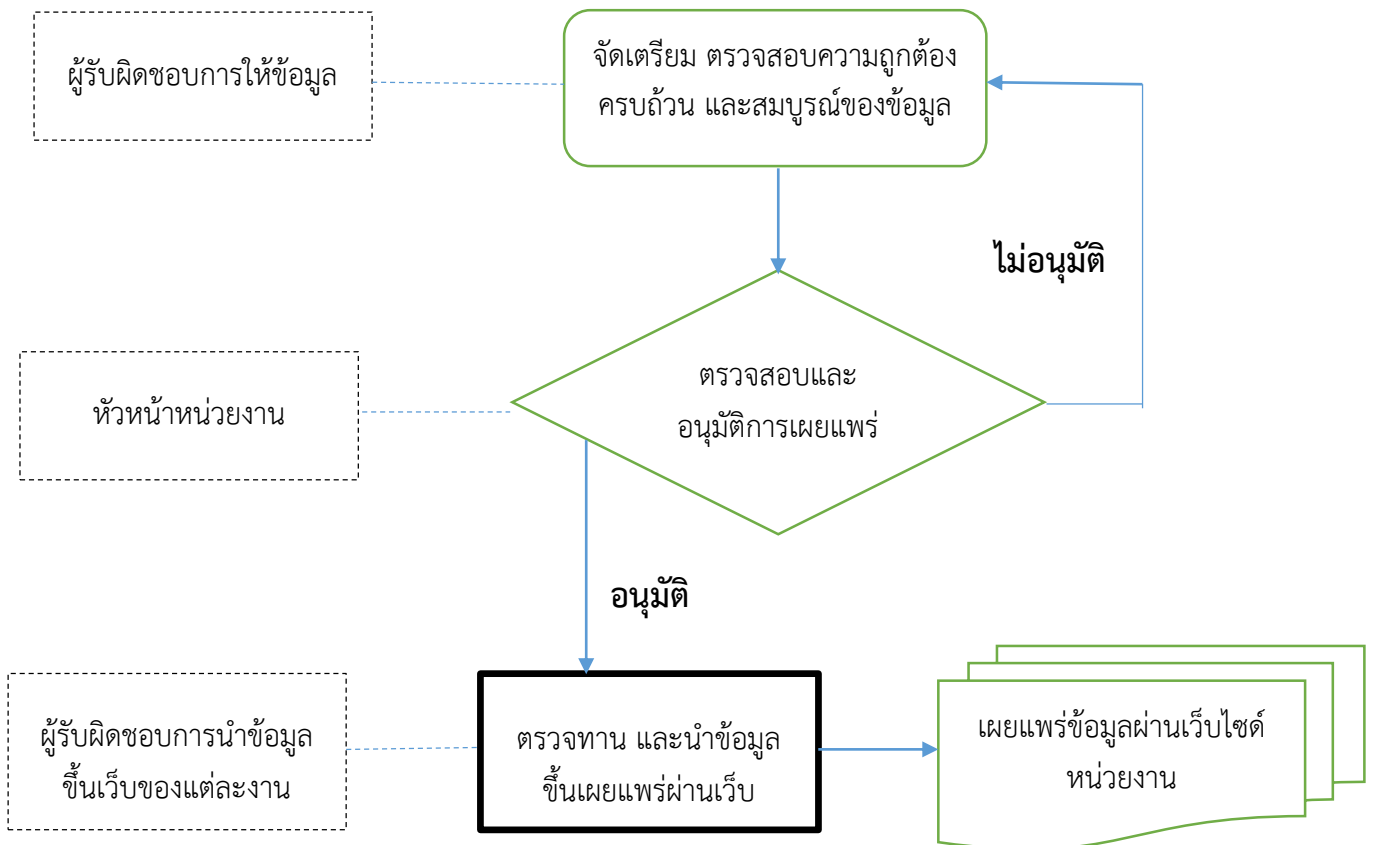 ผู้รับผิดชอบการให้ข้อมูล
จัดเตรียม ตรวจสอบความถูกต้อง
ครบถ้วน และสมบูรณ์ของข้อมูล
ไม่อนุมัติ
หัวหน้าหน่วยงาน
ตรวจสอบและ
อนุมัติการเผยแพร่
อนุมัติ
ผู้รับผิดชอบการนำข้อมูล
ขึ้นเว็บของแต่ละงาน
ตรวจทาน และนำข้อมูล
ขึ้นเผยแพร่ผ่านเว็บ
เผยแพร่ข้อมูลผ่านเว็บไซด์
หน่วยงาน